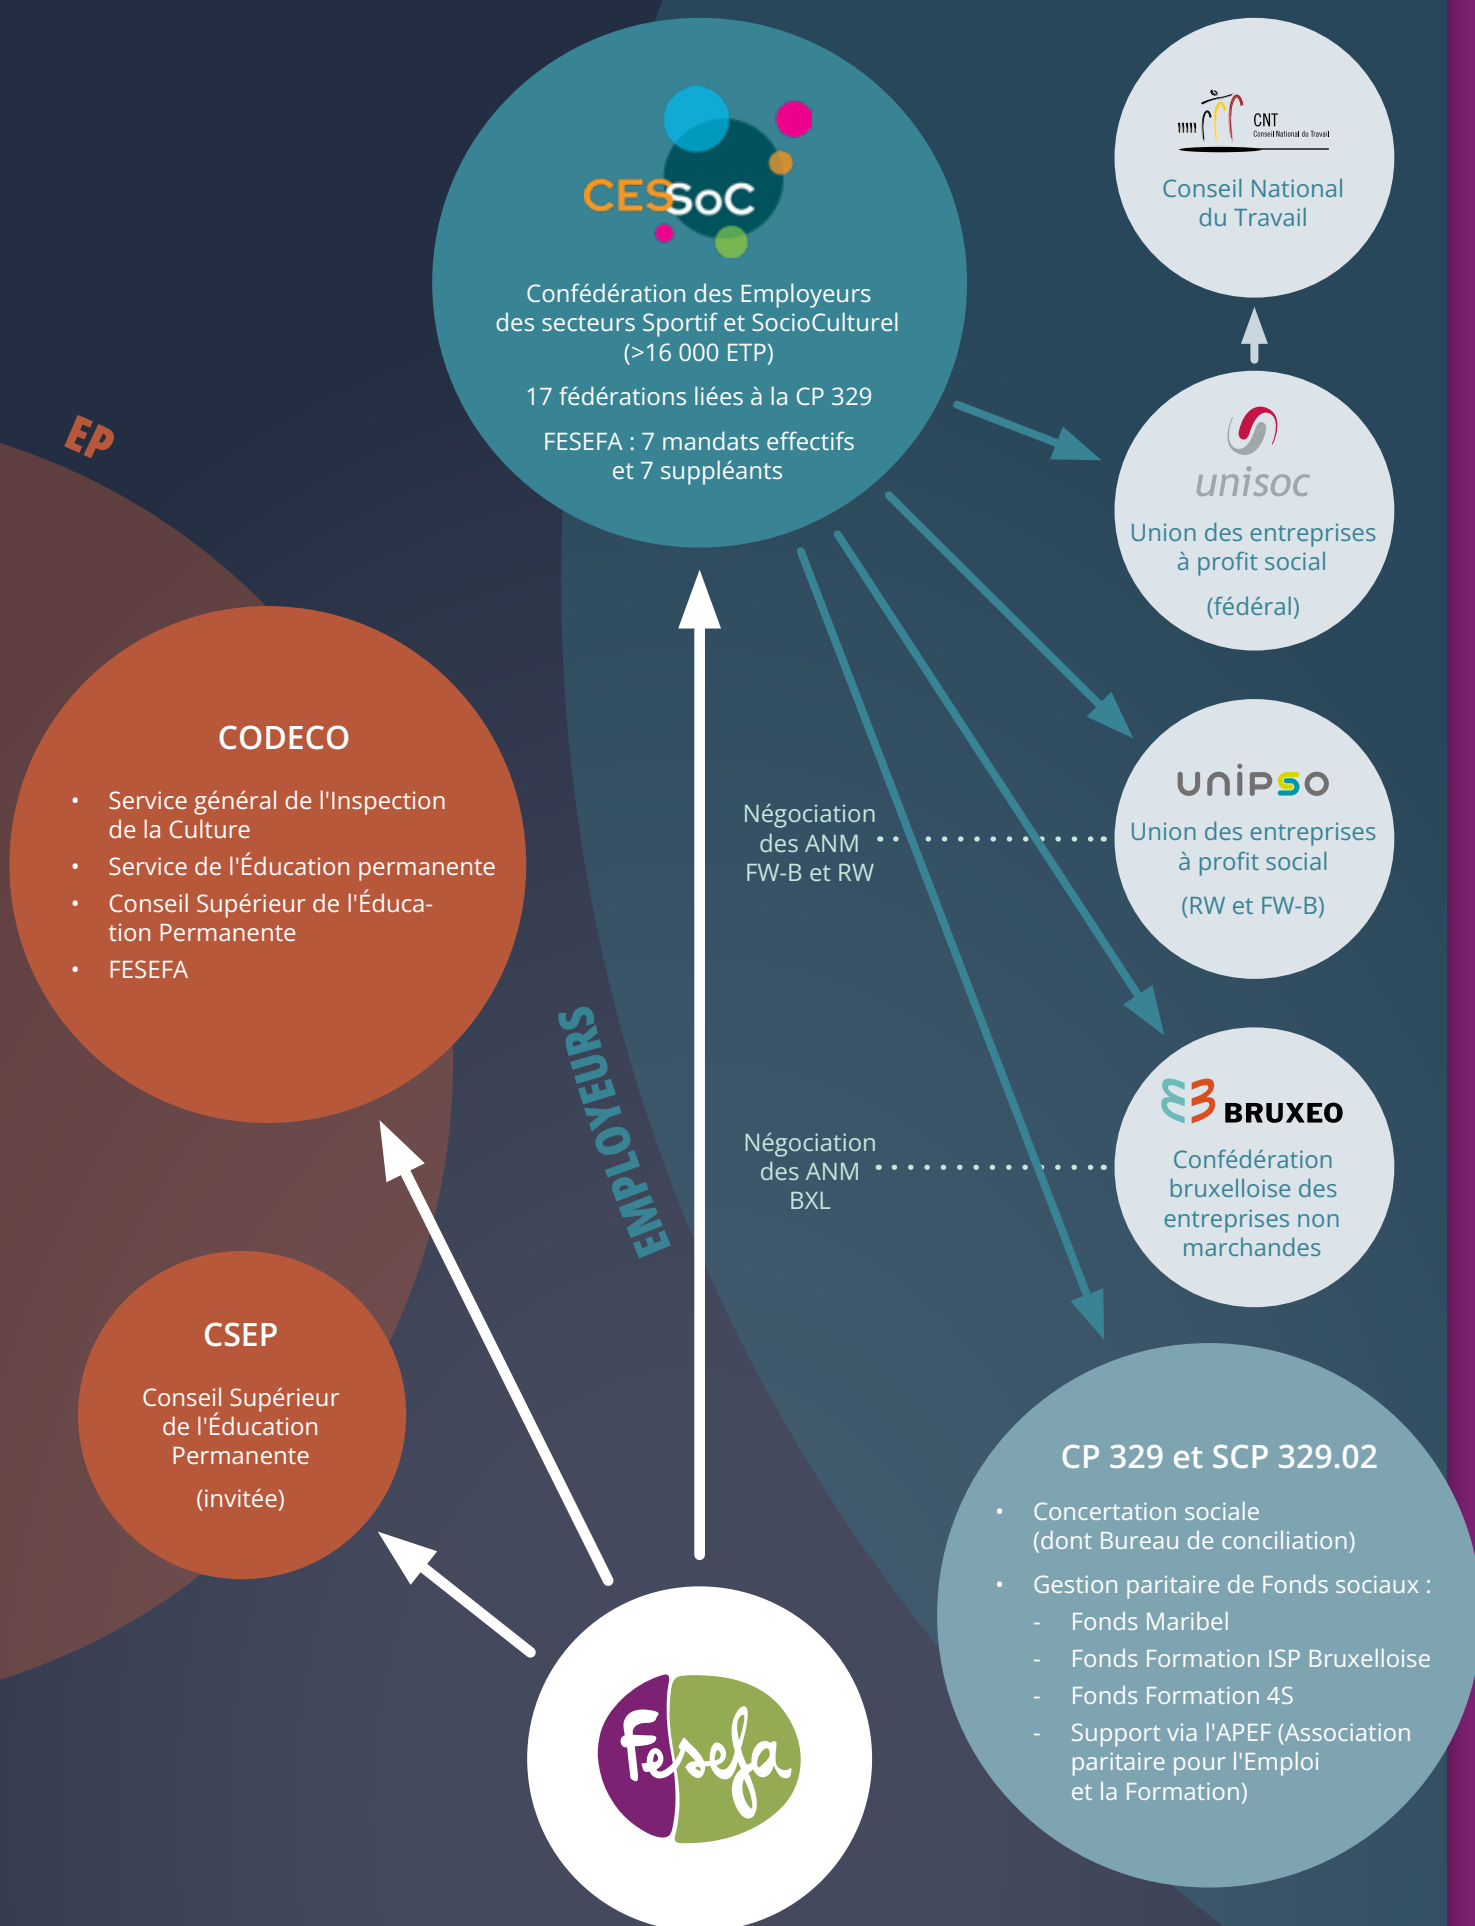 CESSoC
Confédération des Employeurs
des secteurs Sportif et SocioCulturel
(>16 000 ETP)
17 fédérations liées à la CP 329
FESEFA : 7 mandats effectifs
et 7 suppléants
CNT
Conseil National du Travail
Conseil National
du Travail
unisoc
Union des entreprises
à profit social
(fédéral)
EP
CODECO
• Service général de l'Inspection
de la Culture
• Service de l'Éducation permanente
• Conseil Supérieur de l'Éduca-
tion Permanente
• FESEFA
Négociation
des ANM
FW-B et RW
unipso
Union des entreprises
à profit social
(RW et FW-B)
EMPLOYEURS
Négociation
des ANM
BXL
BRUXEO
Confédération
bruxelloise des
entreprises non
marchandes
CSEP
Conseil Supérieur
de l'Éducation
Permanente
(invitée)
CP 329 et SCP 329.02
• Concertation sociale
(dont Bureau de conciliation)
• Gestion paritaire de Fonds sociaux :
- Fonds Maribel
- Fonds Formation ISP Bruxelloise
- Fonds Formation 4S
- Support via l'APEF (Association
paritaire pour l'Emploi
et la Formation)
Fesefa